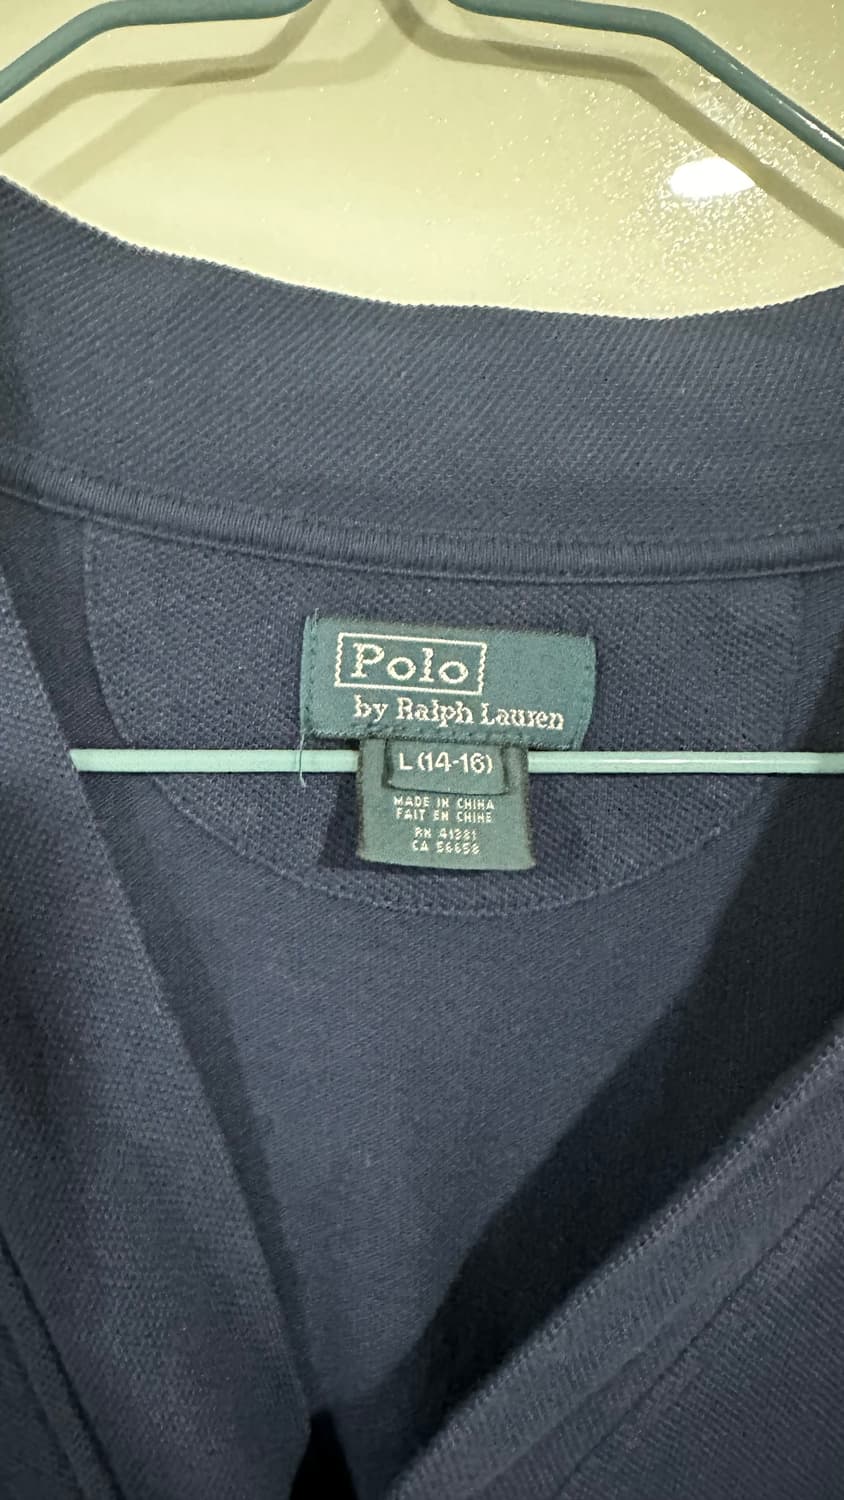 Polo
by Ralph Lauren
L (14-16)
MADE IN CHINA
FAIT EN CHINE
RN 41381
CA 56658